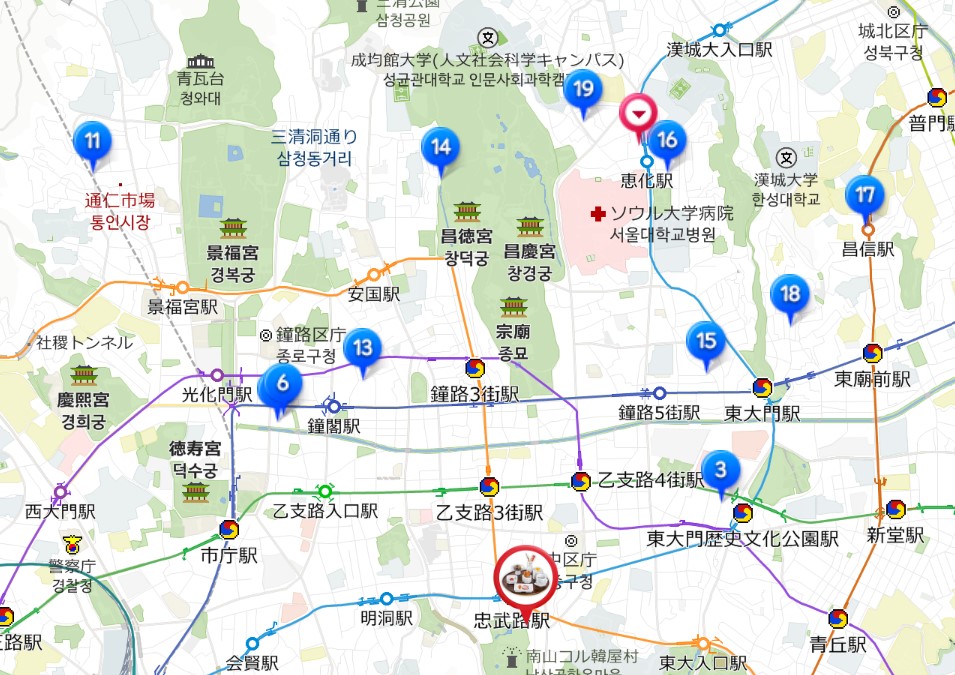 三清公園
삼청공원
城北区庁
성북구청
漢城大入口駅
成均館大学(人文社会科学キャンパス)
성균관대학교 인문사회과학캠
青瓦台
청와대
19
普門駅
11
三清洞通り
삼청동거리
14
16
恵化駅
漢城大学
한성대학교
17
通仁市場
통인시장
ソウル大学病院
서울대학교병원
昌徳宮
창덕궁
昌慶宮
창경궁
景福宮
경복궁
昌信駅
安国駅
景福宮駅
18
宗廟
종묘
社稷トンネル
鐘路区庁
종로구청
13
15
慶熙宮
경희궁
光化門駅
6
鐘路3街駅
鐘路5街駅
東大門駅
東廟前駅
鐘閣駅
徳寿宮
덕수궁
3
乙支路4街駅
西大門駅
乙支路入口駅
乙支路3街駅
東大門歴史文化公園駅
新堂駅
市庁駅
警察庁
경찰청
中区庁
중구청
明洞駅
忠武路駅
路駅
青丘駅
会賢駅
南山コル韓屋村
東大入口駅